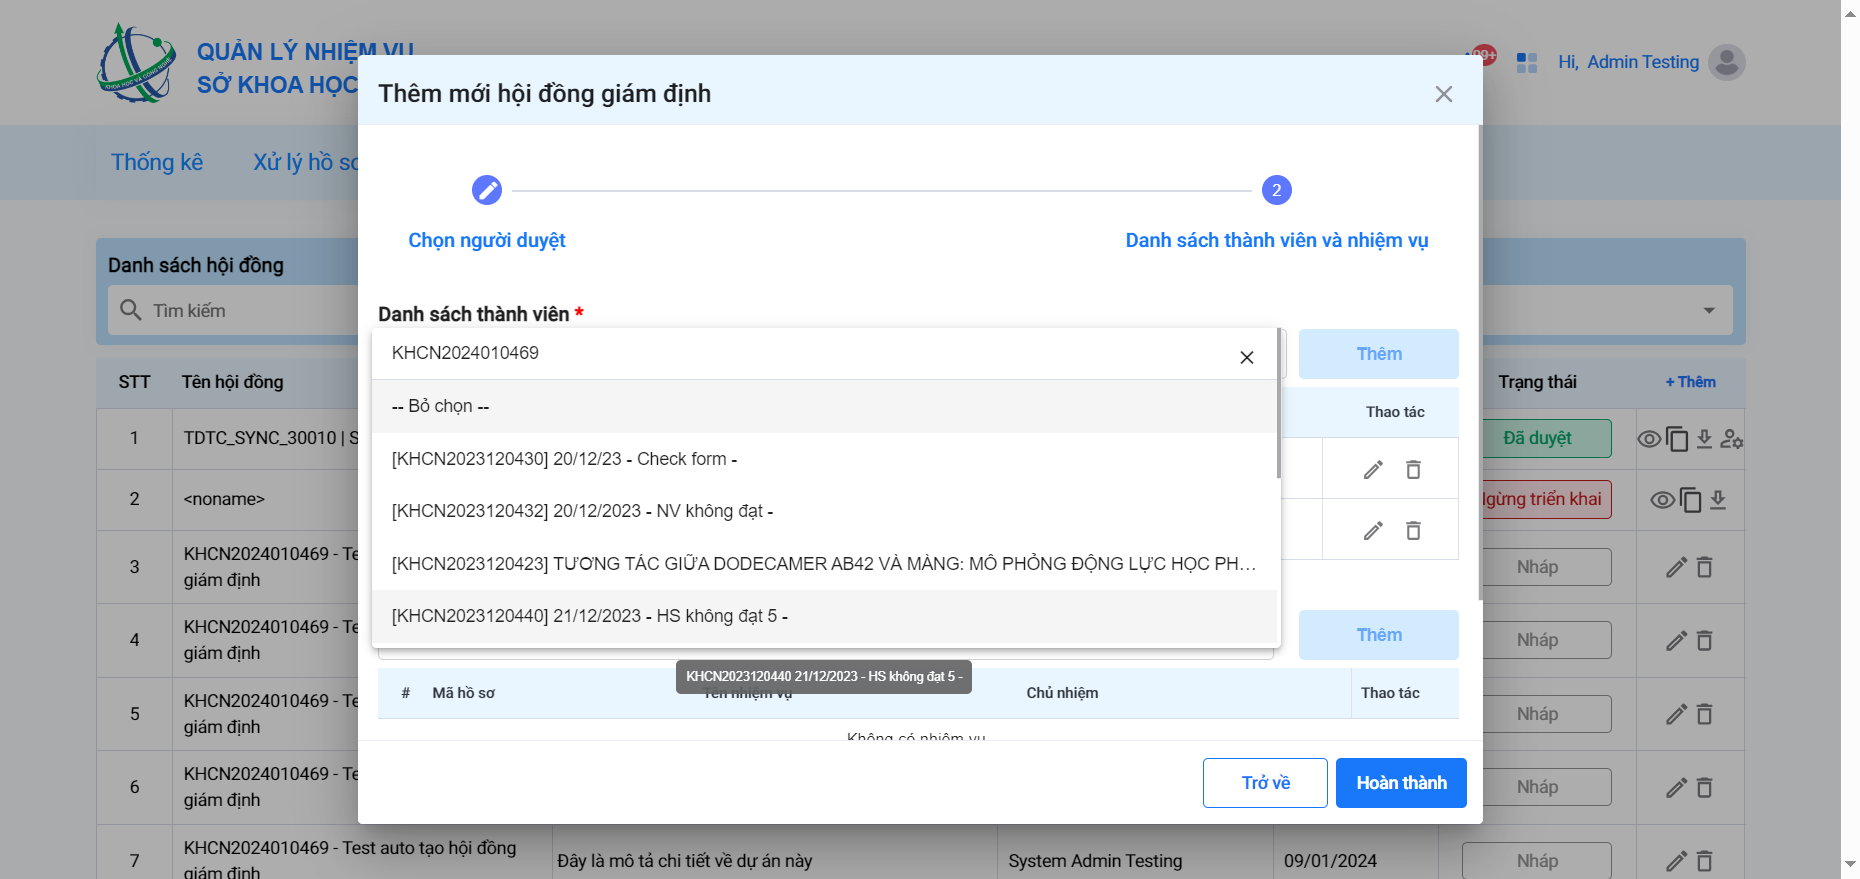 QUẢN LÝ NHIỆM VỤ
SỞ KHOA HỌC
KHOA HỌC VÀ CÔNG NGHỆ
99+
Hi, Admin Testing
Thống kê
Xử lý hồ sơ
Thêm mới hội đồng giám định
2
Chọn người duyệt
Danh sách thành viên và nhiệm vụ
Danh sách hội đồng
Tìm kiếm
Danh sách thành viên *
KHCN2024010469
Thêm
-- Bỏ chọn --
[KHCN2023120430] 20/12/23 - Check form -
[KHCN2023120432] 20/12/2023 - NV không đạt -
[KHCN2023120423] TƯƠNG TÁC GIỮA DODECAMER AB42 VÀ MÀNG: MÔ PHỎNG ĐỘNG LỰC HỌC PH...
[KHCN2023120440] 21/12/2023 - HS không đạt 5 -
Thao tác
Thêm
KHCN2023120440 21/12/2023 - HS không đạt 5 -
# Mã hồ sơ Tên nhiệm vụ Chủ nhiệm Thao tác
Không có nhiệm vụ
Trở về
Hoàn thành
STT Tên hội đồng Trạng thái + Thêm
1 TDTC_SYNC_30010 | S Đã duyệt
2 <noname> Ngừng triển khai
3 KHCN2024010469 - Te Nháp
giám định
4 KHCN2024010469 - Te Nháp
giám định
5 KHCN2024010469 - Te Nháp
giám định
6 KHCN2024010469 - Te Nháp
giám định
7 KHCN2024010469 - Test auto tạo hội đồng Đây là mô tả chi tiết về dự án này System Admin Testing 09/01/2024 Nháp
giám định